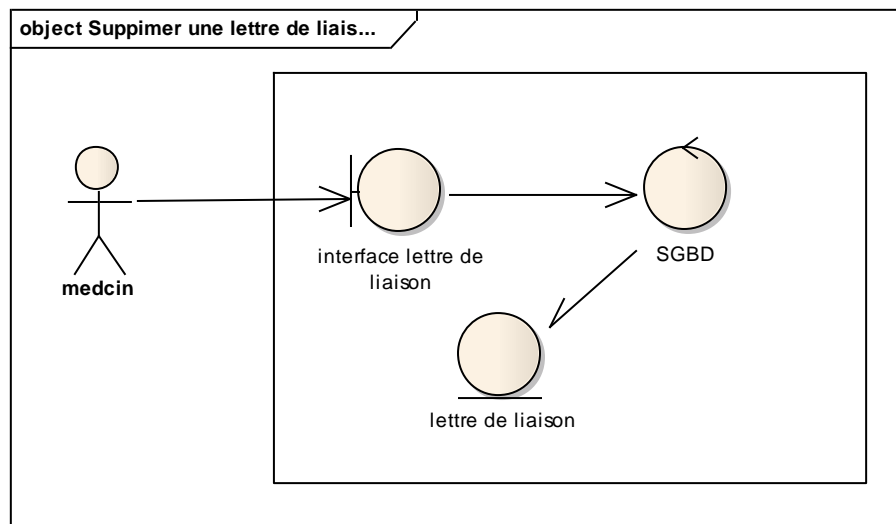 object Suppimer une lettre de liais...
medcin
interface lettre de
liaison
SGBD
lettre de liaison